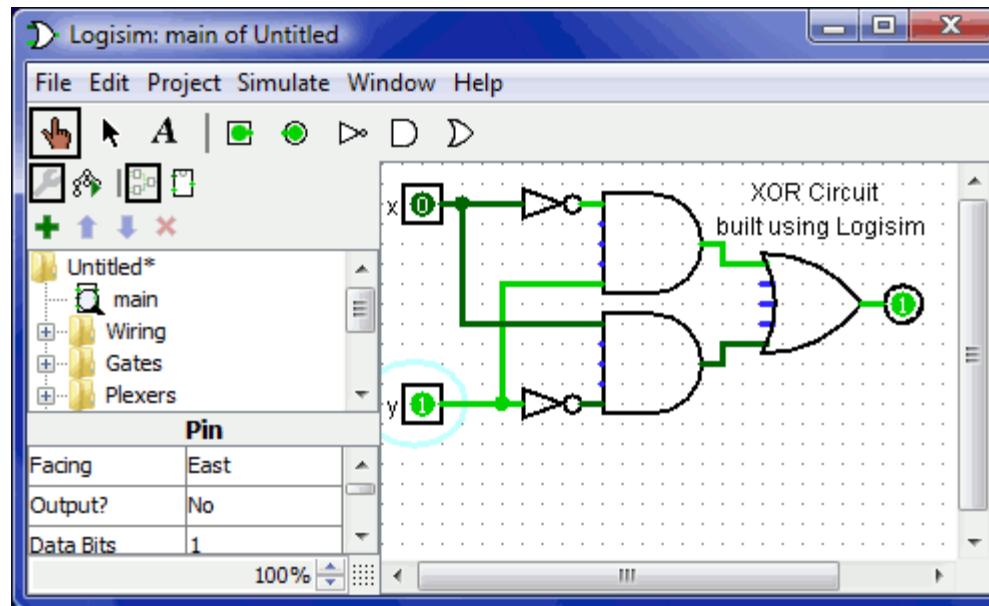 Logisim: main of Untitled
File Edit Project Simulate Window Help
A
x 0
XOR Circuit
built using Logisim
1
y 1
Untitled*
main
Wiring
Gates
Plexers
Pin
Facing East
Output? No
Data Bits 1
100%